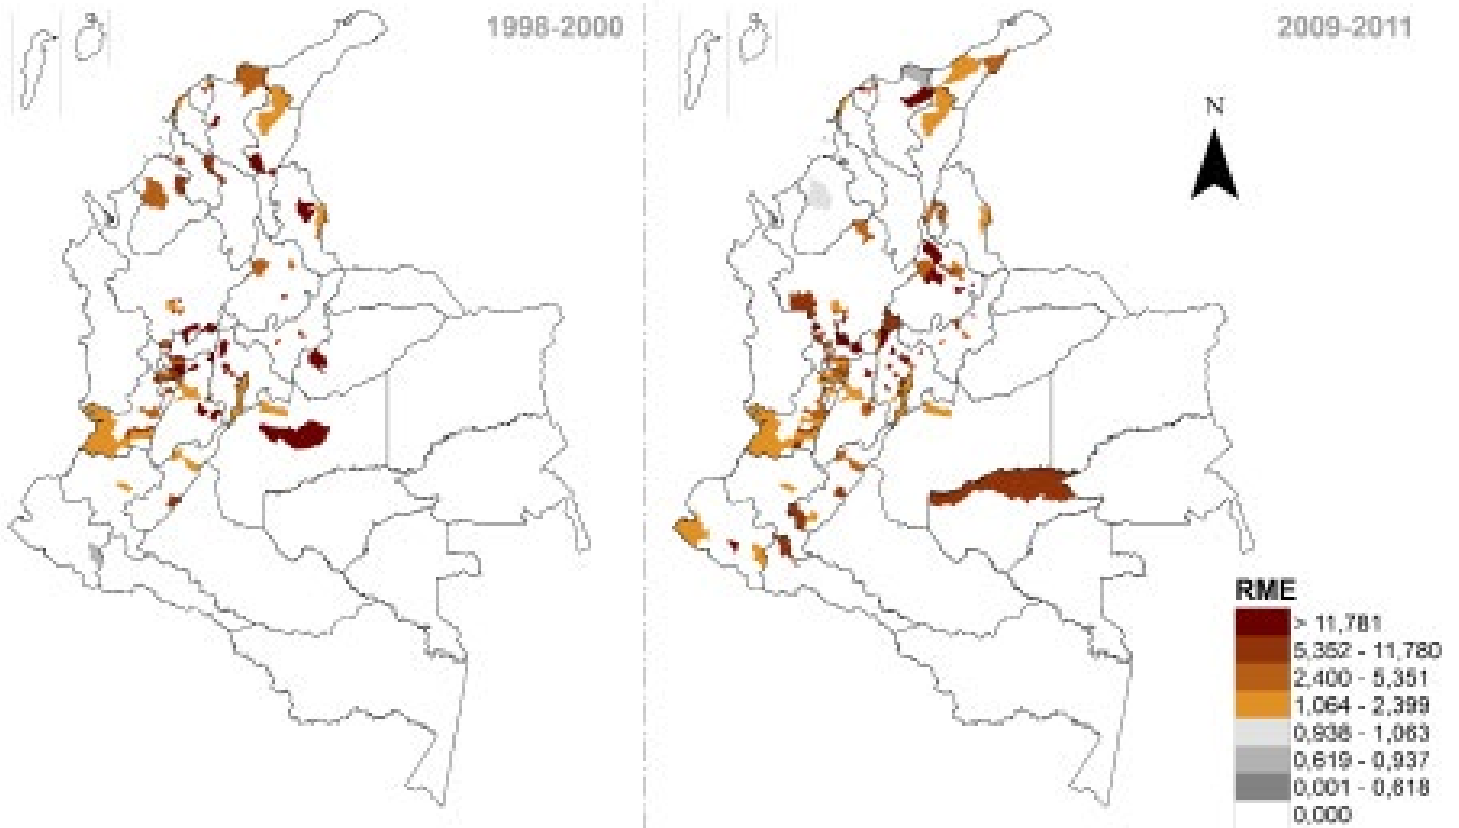 1998-2000
2009-2011
N
RME
> 11,781
5,352 - 11,780
2,400 - 5,351
1,064 - 2,399
0,938 - 1,063
0,619 - 0,937
0,001 - 0,618
0,000